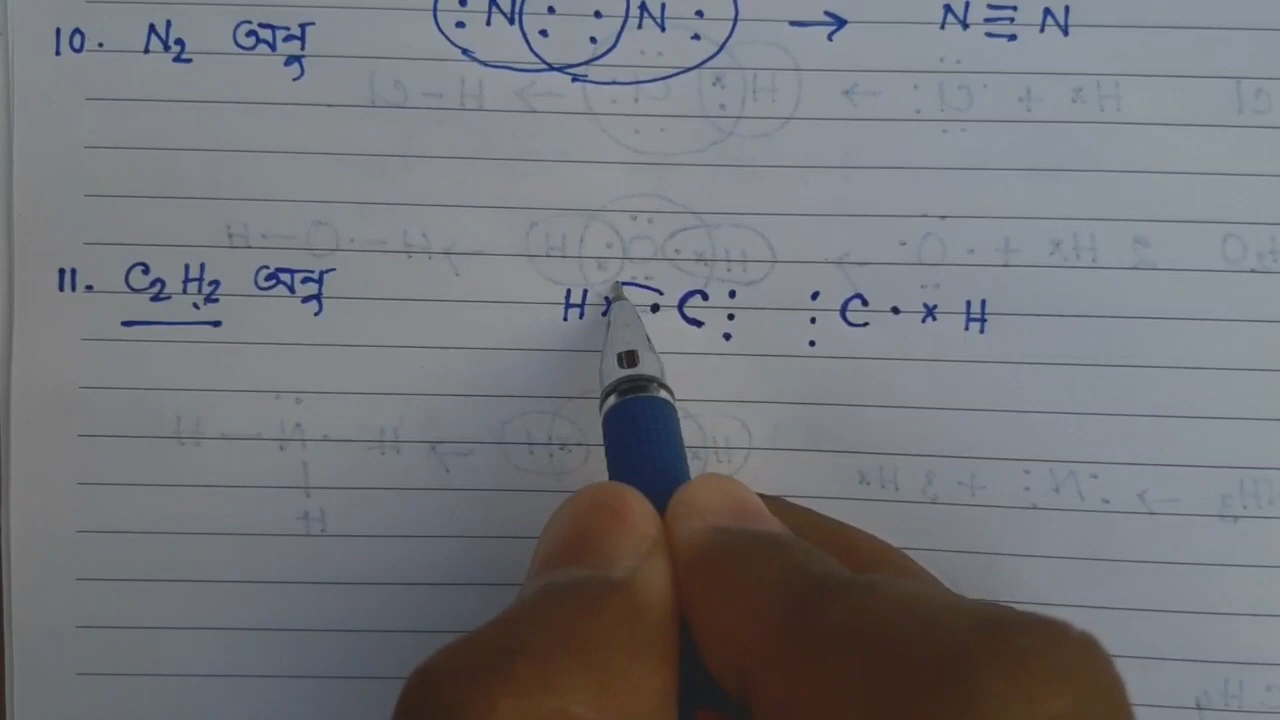 10. N₂ অনু :N::N: → N≡N
11. C₂H₂ অনু H × · C : : C · × H